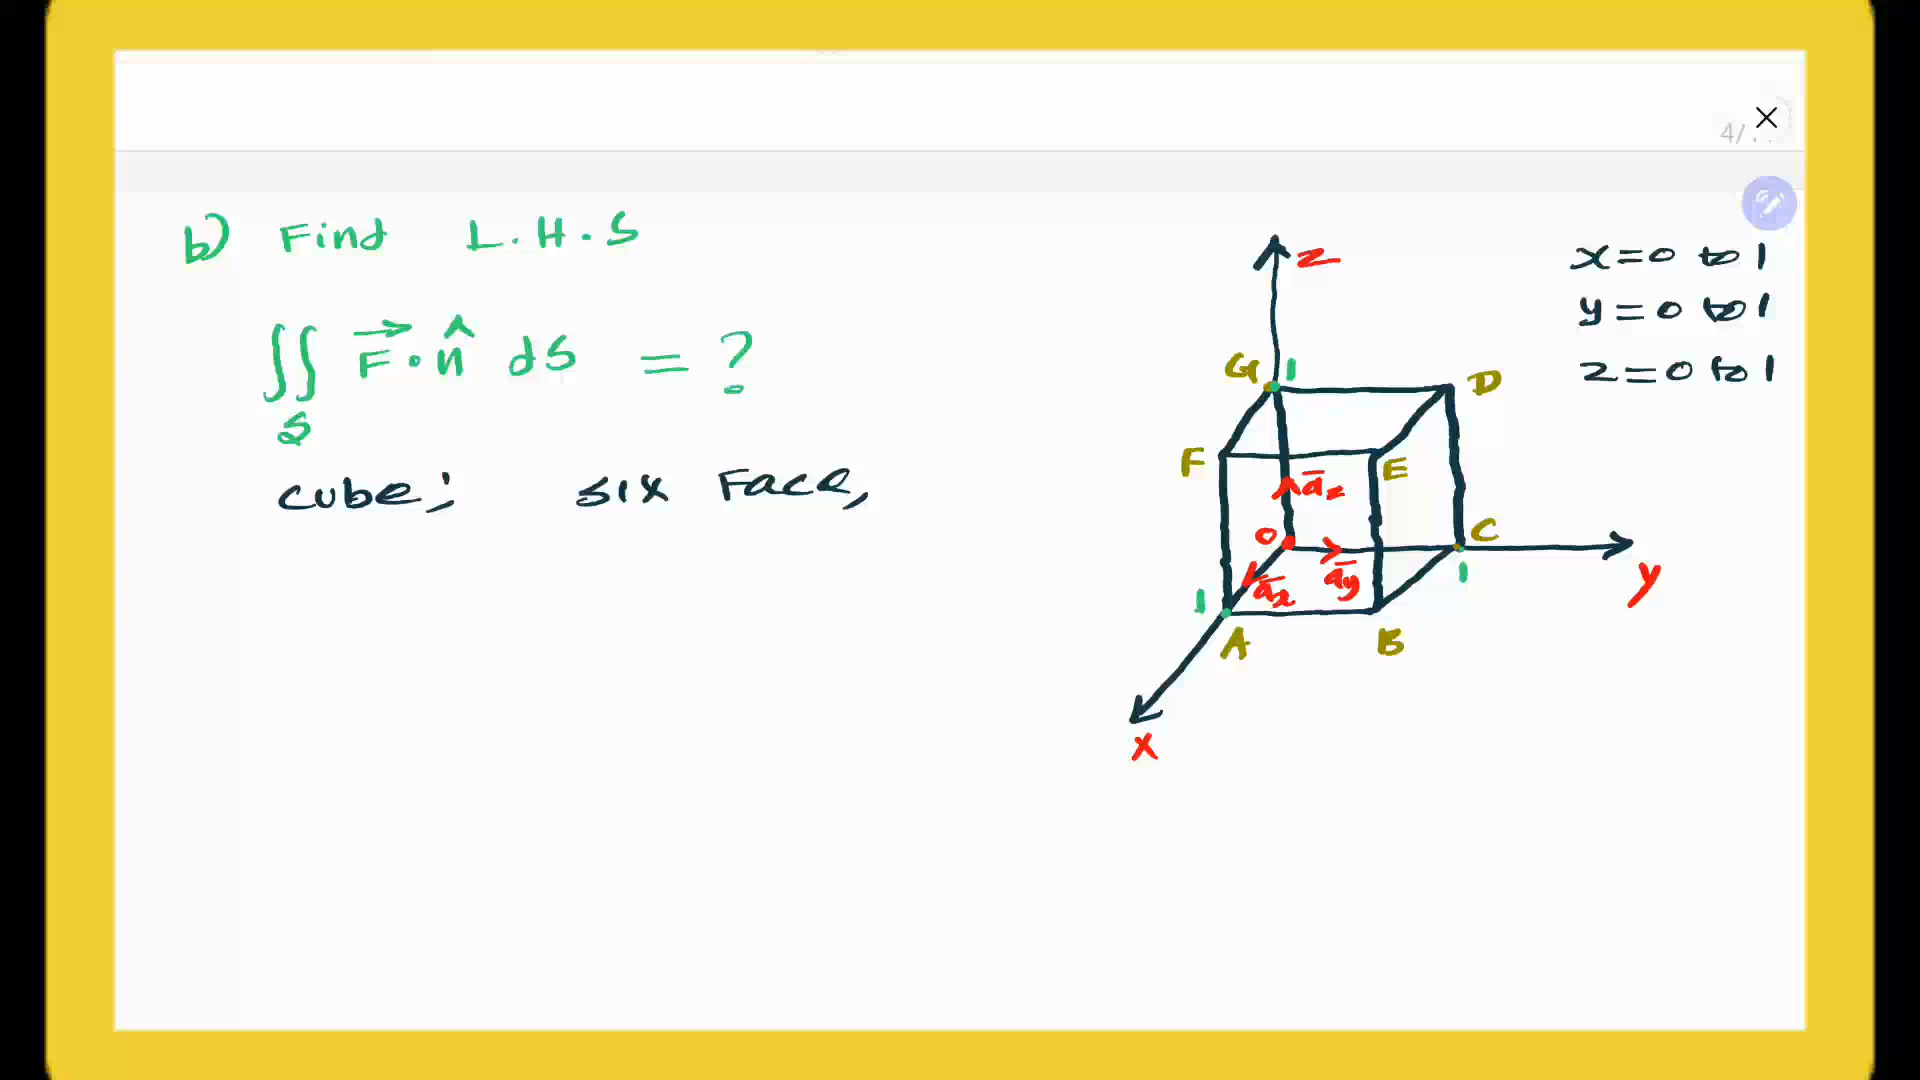 4/
b) Find L.H.S
∬ F⃗ · n̂ dS = ?
S
cube; six Face,
x=0 to 1
y=0 to 1
z=0 to 1
z
G 1
D
F
E
a̅z
O
C
a̅y
1
y
1
a̅x
A
B
x